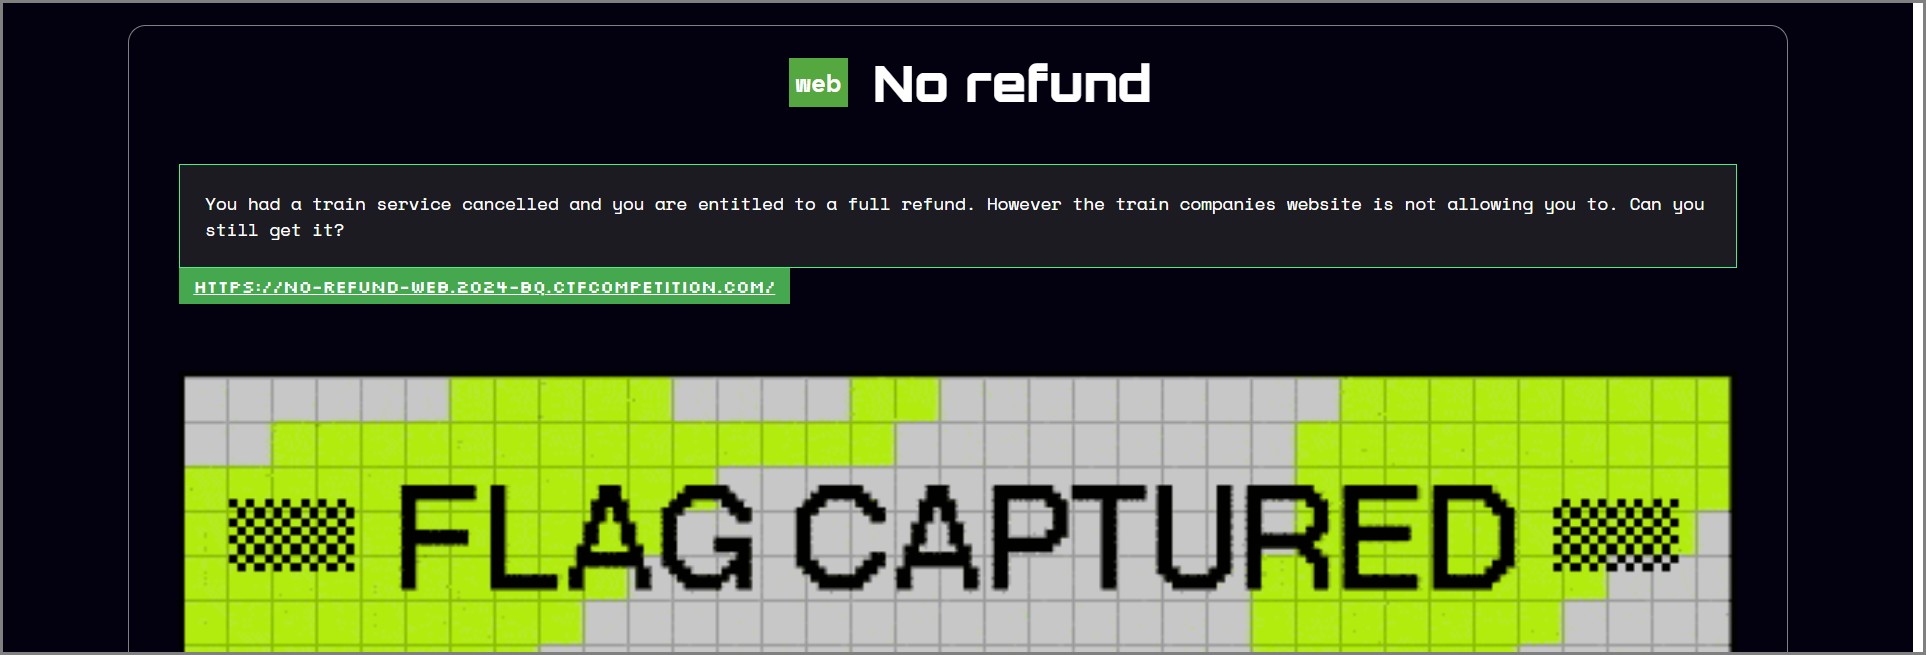 web No refund
You had a train service cancelled and you are entitled to a full refund. However the train companies website is not allowing you to. Can you
still get it?
HTTPS://NO-REFUND-WEB.2024-BQ.CTFCOMPETITION.COM/
FLAG CAPTURED